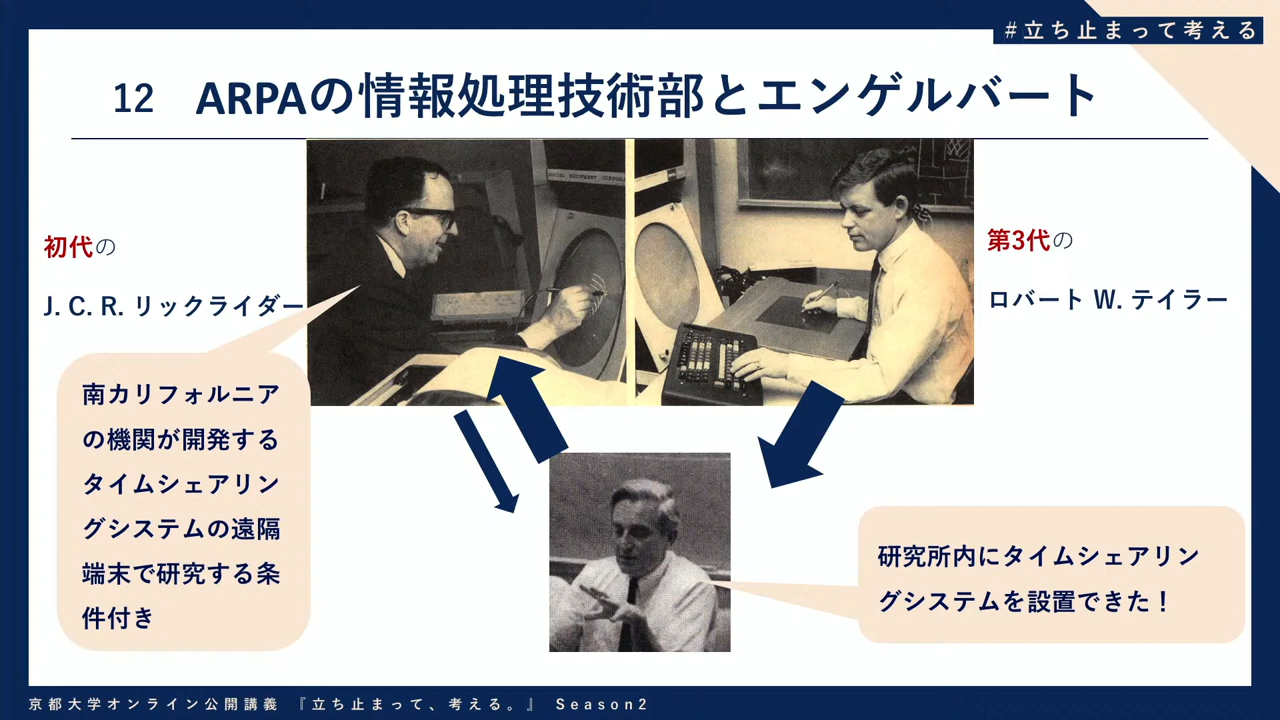 #立ち止まって考える
12 ARPAの情報処理技術部とエンゲルバート
初代の
J. C. R. リックライダー
第3代の
ロバート W. テイラー
南カリフォルニア
の機関が開発する
タイムシェアリン
グシステムの遠隔
端末で研究する条
件付き
研究所内にタイムシェアリン
グシステムを設置できた！
京都大学オンライン公開講義 『立ち止まって、考える。』 Season2